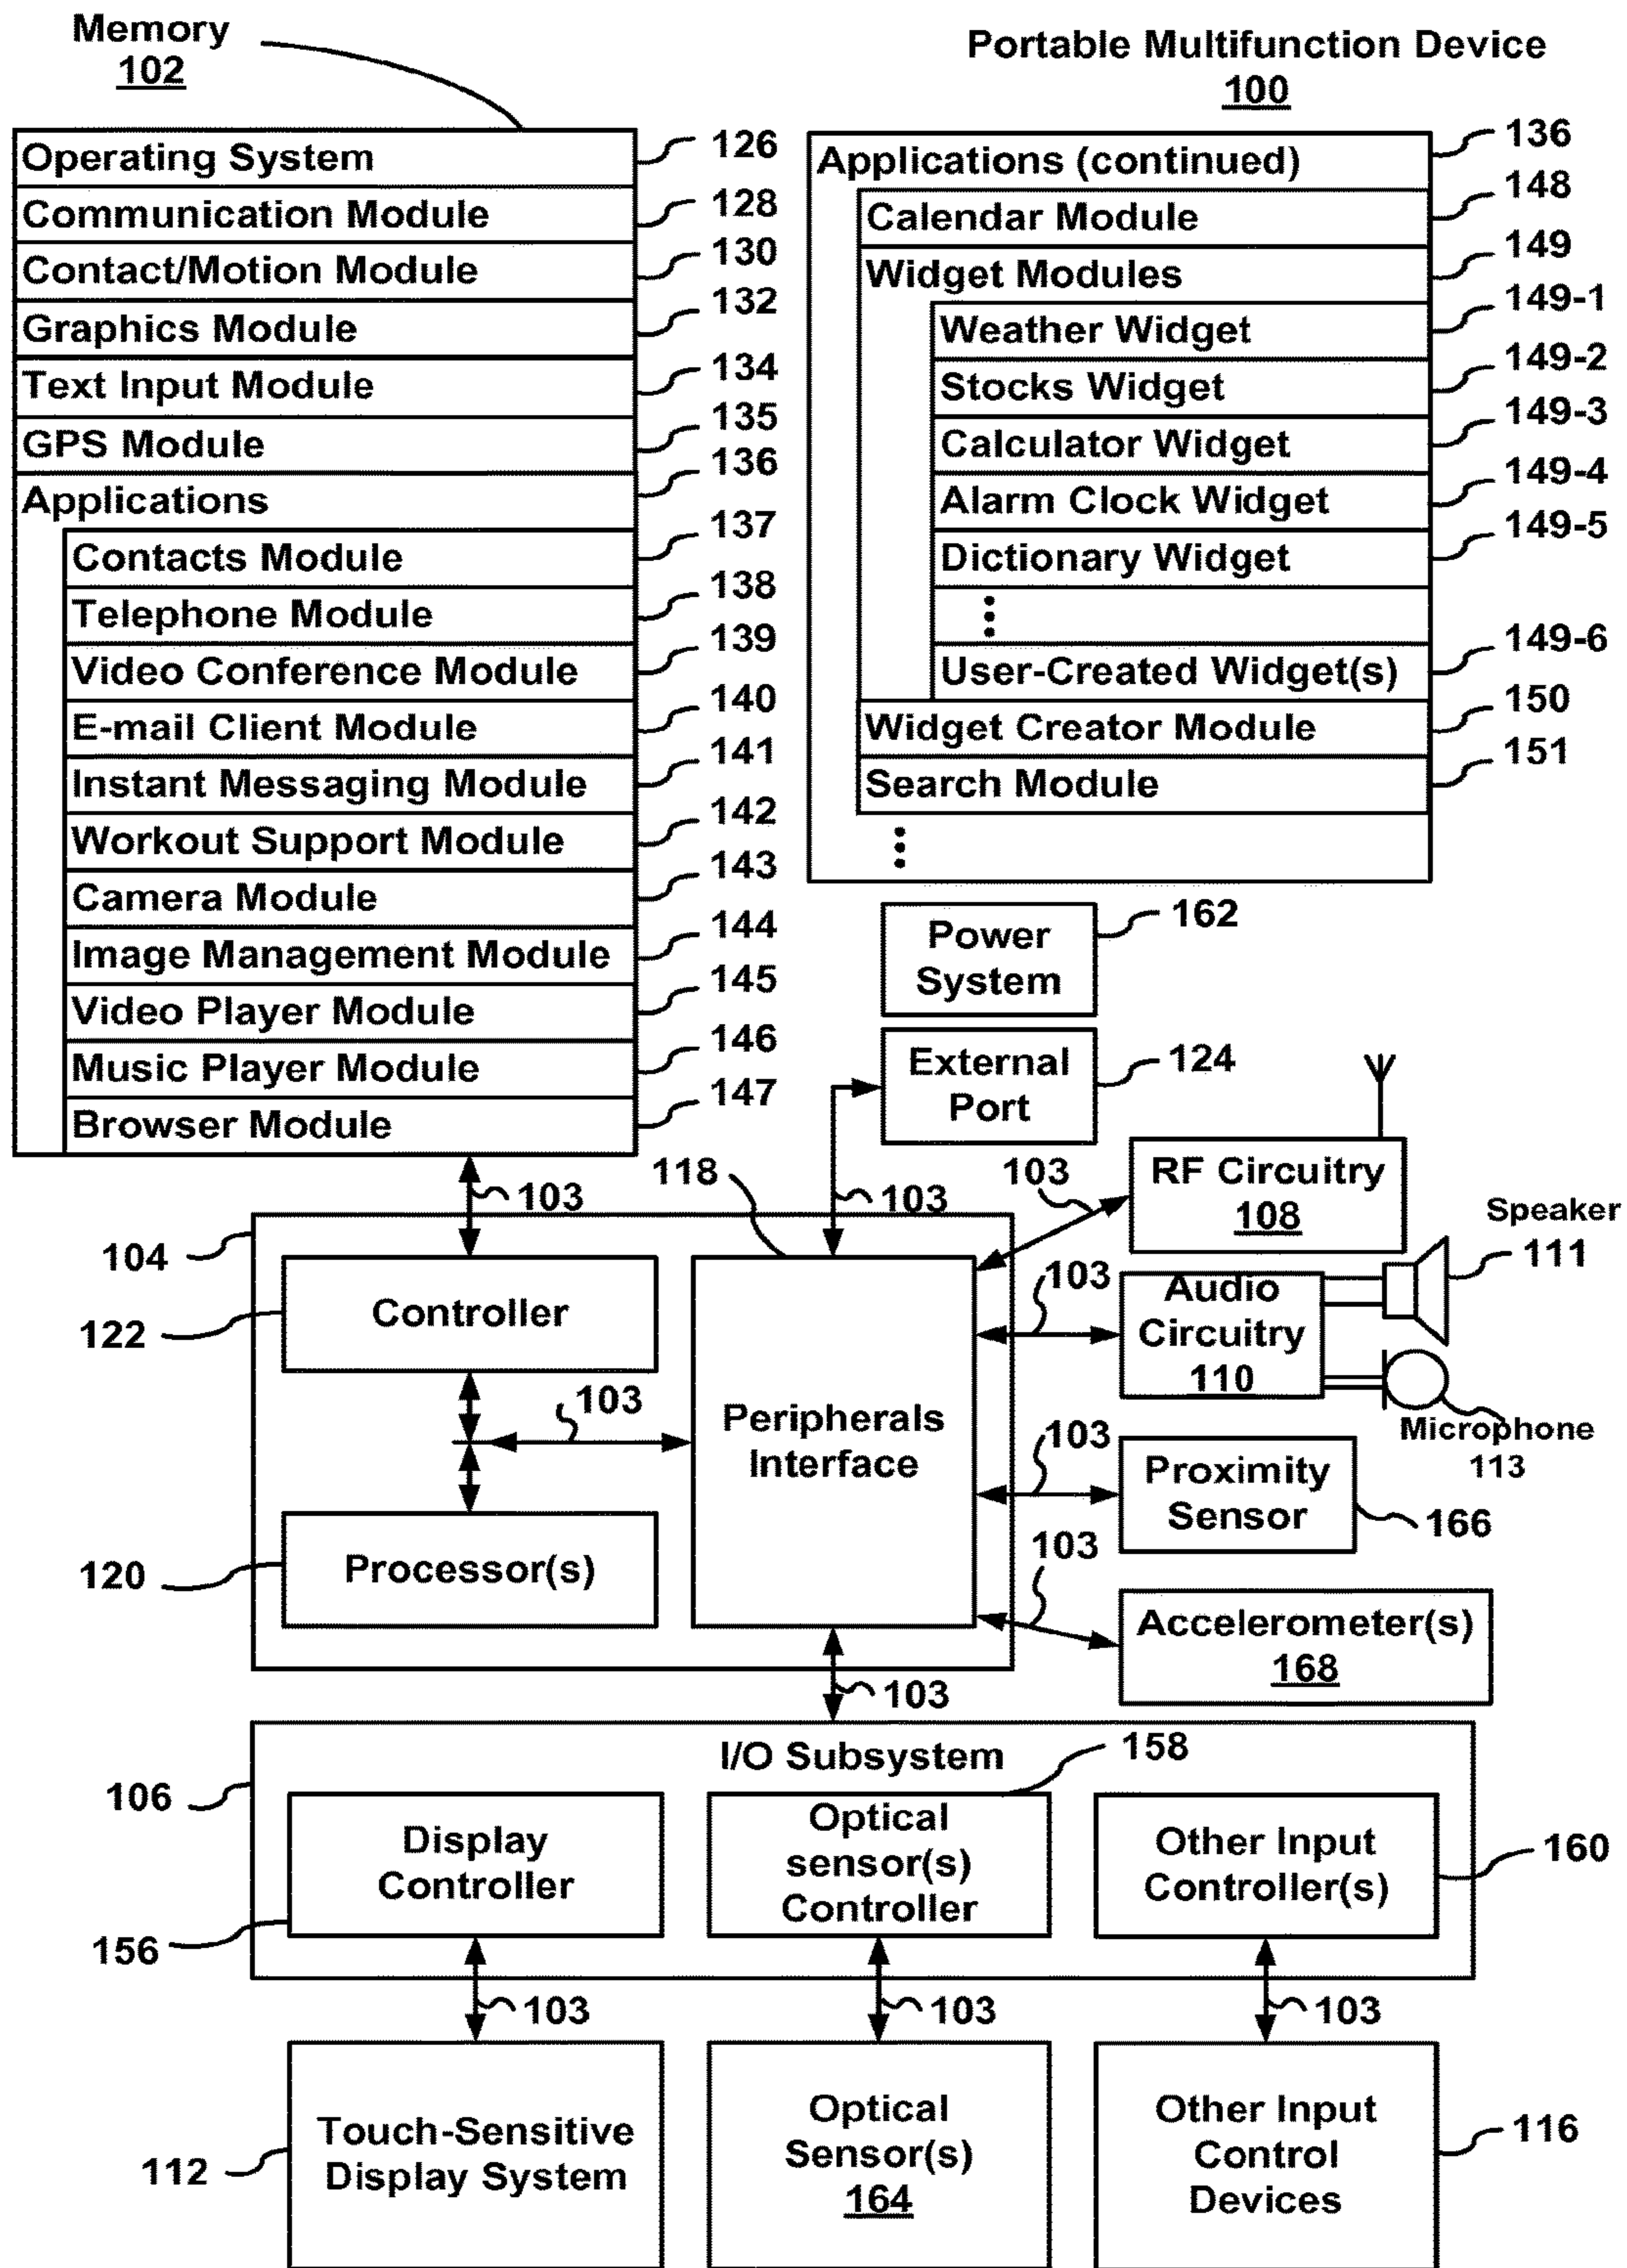 Memory
102
Portable Multifunction Device
100
Operating System
126
Communication Module
128
Contact/Motion Module
130
Graphics Module
132
Text Input Module
134
GPS Module
135
Applications
136
Contacts Module
137
Telephone Module
138
Video Conference Module
139
E-mail Client Module
140
Instant Messaging Module
141
Workout Support Module
142
Camera Module
143
Image Management Module
144
Video Player Module
145
Music Player Module
146
Browser Module
147
Applications (continued)
136
Calendar Module
148
Widget Modules
149
Weather Widget
149-1
Stocks Widget
149-2
Calculator Widget
149-3
Alarm Clock Widget
149-4
Dictionary Widget
149-5
User-Created Widget(s)
149-6
Widget Creator Module
150
Search Module
151
Power
System
162
External
Port
124
103
118
103
103
RF Circuitry
108
Speaker
111
104
Controller
122
103
Audio
Circuitry
110
103
Peripherals
Interface
Microphone
113
103
Proximity
Sensor
166
Processor(s)
120
103
Accelerometer(s)
168
103
I/O Subsystem
106
158
Display
Controller
156
Optical
sensor(s)
Controller
Other Input
Controller(s)
160
103
103
103
Touch-Sensitive
Display System
112
Optical
Sensor(s)
164
Other Input
Control
Devices
116